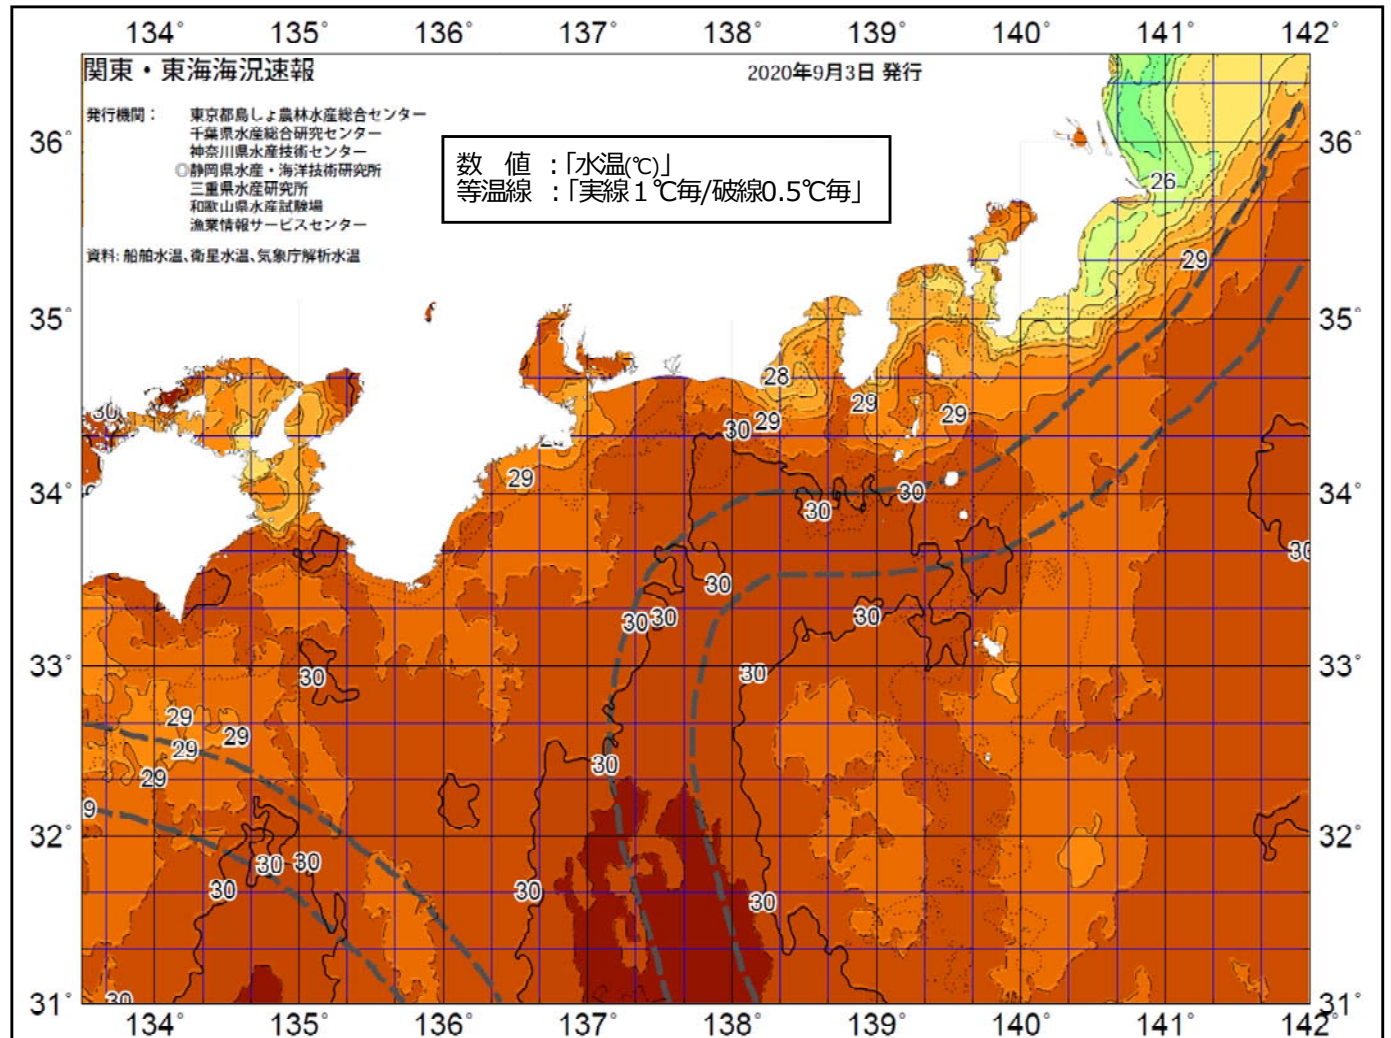 134° 135° 136° 137° 138° 139° 140° 141° 142°
関東・東海海況速報
2020年9月3日 発行
発行機関： 東京都島しょ農林水産総合センター
千葉県水産総合研究センター
神奈川県水産技術センター
◎静岡県水産・海洋技術研究所
三重県水産研究所
和歌山県水産試験場
漁業情報サービスセンター
資料: 船舶水温、衛星水温、気象庁解析水温
数　値　：「水温(℃)」
等温線　：「実線１℃毎/破線0.5℃毎」
36° 36°
26
29
35° 35°
28
29
29
29
30
30
29
34° 34°
30
30
30
30
30 30
30
33° 33°
30
30
29
29
29
29
30
9
32° 32°
30
30
30
30
30
30
31° 31°
134° 135° 136° 137° 138° 139° 140° 141° 142°